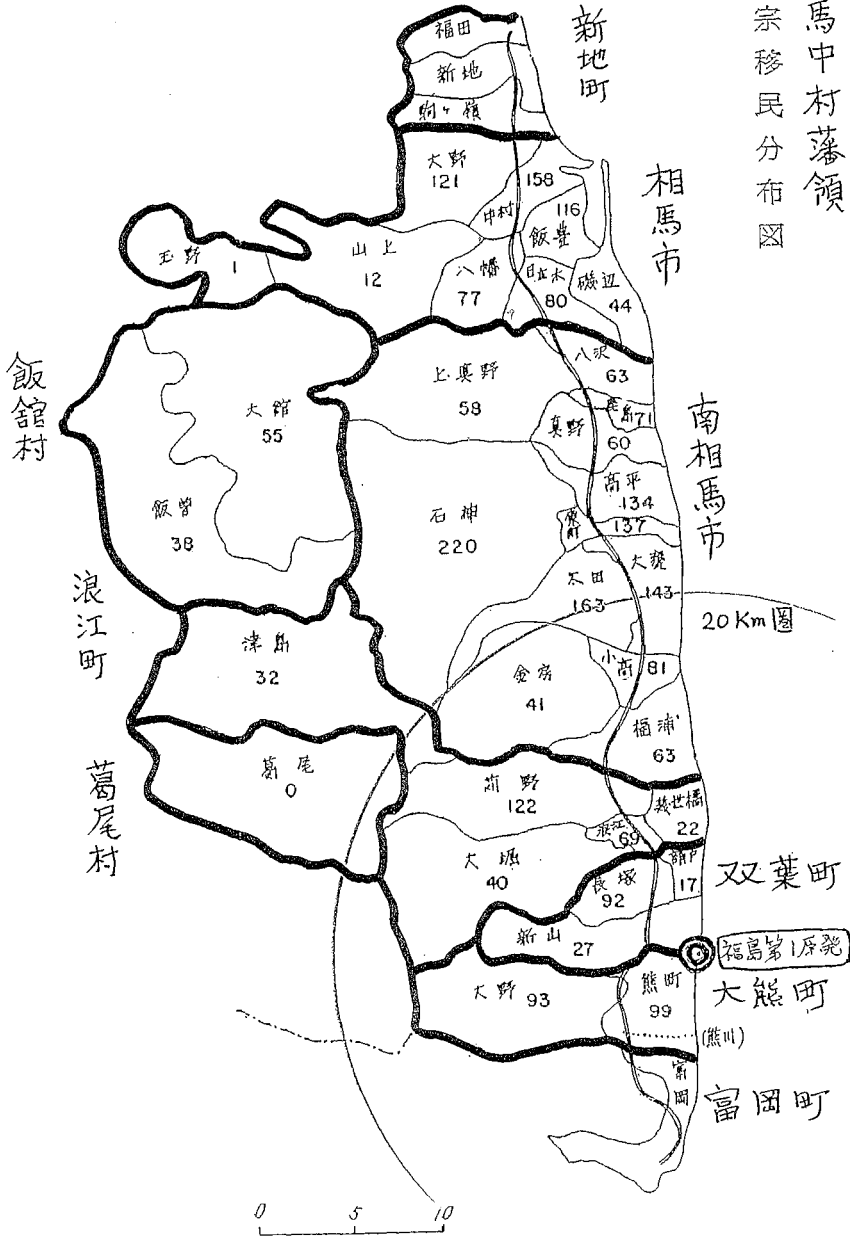 馬中村藩領
宗移民分布図
新地町
福田
新地
駒ヶ嶺
相馬市
大野
121
158
中村
116
飯豊
玉野
1
山上
12
八幡
77
日立木
80
磯辺
44
飯舘村
大舘
55
飯曽
38
南相馬市
八沢
63
上真野
58
鹿島
71
真野
60
高平
134
137
原町
石神
220
大甕
143
太田
163
20Km圏
小高
81
金房
41
福浦
63
浪江町
津島
32
葛尾村
葛尾
0
苅野
122
幾世橋
22
浪江
69
大堀
40
双葉町
長塚
92
請戸
17
新山
27
福島第1原発
大熊町
大野
93
熊町
99
(熊川)
富岡
富岡町
0 5 10